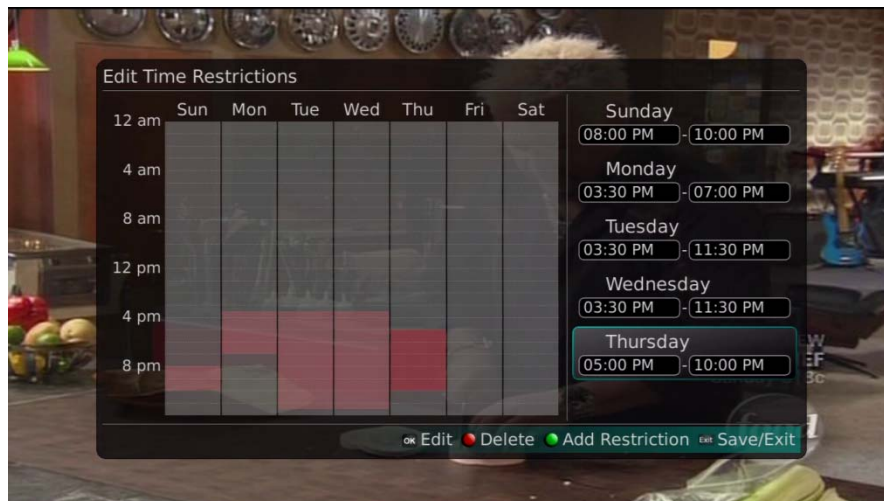 Edit Time Restrictions
Sun Mon Tue Wed Thu Fri Sat
12 am
4 am
8 am
12 pm
4 pm
8 pm
Sunday
08:00 PM - 10:00 PM
Monday
03:30 PM - 07:00 PM
Tuesday
03:30 PM - 11:30 PM
Wednesday
03:30 PM - 11:30 PM
Thursday
05:00 PM - 10:00 PM
OK Edit Delete Add Restriction Exit Save/Exit